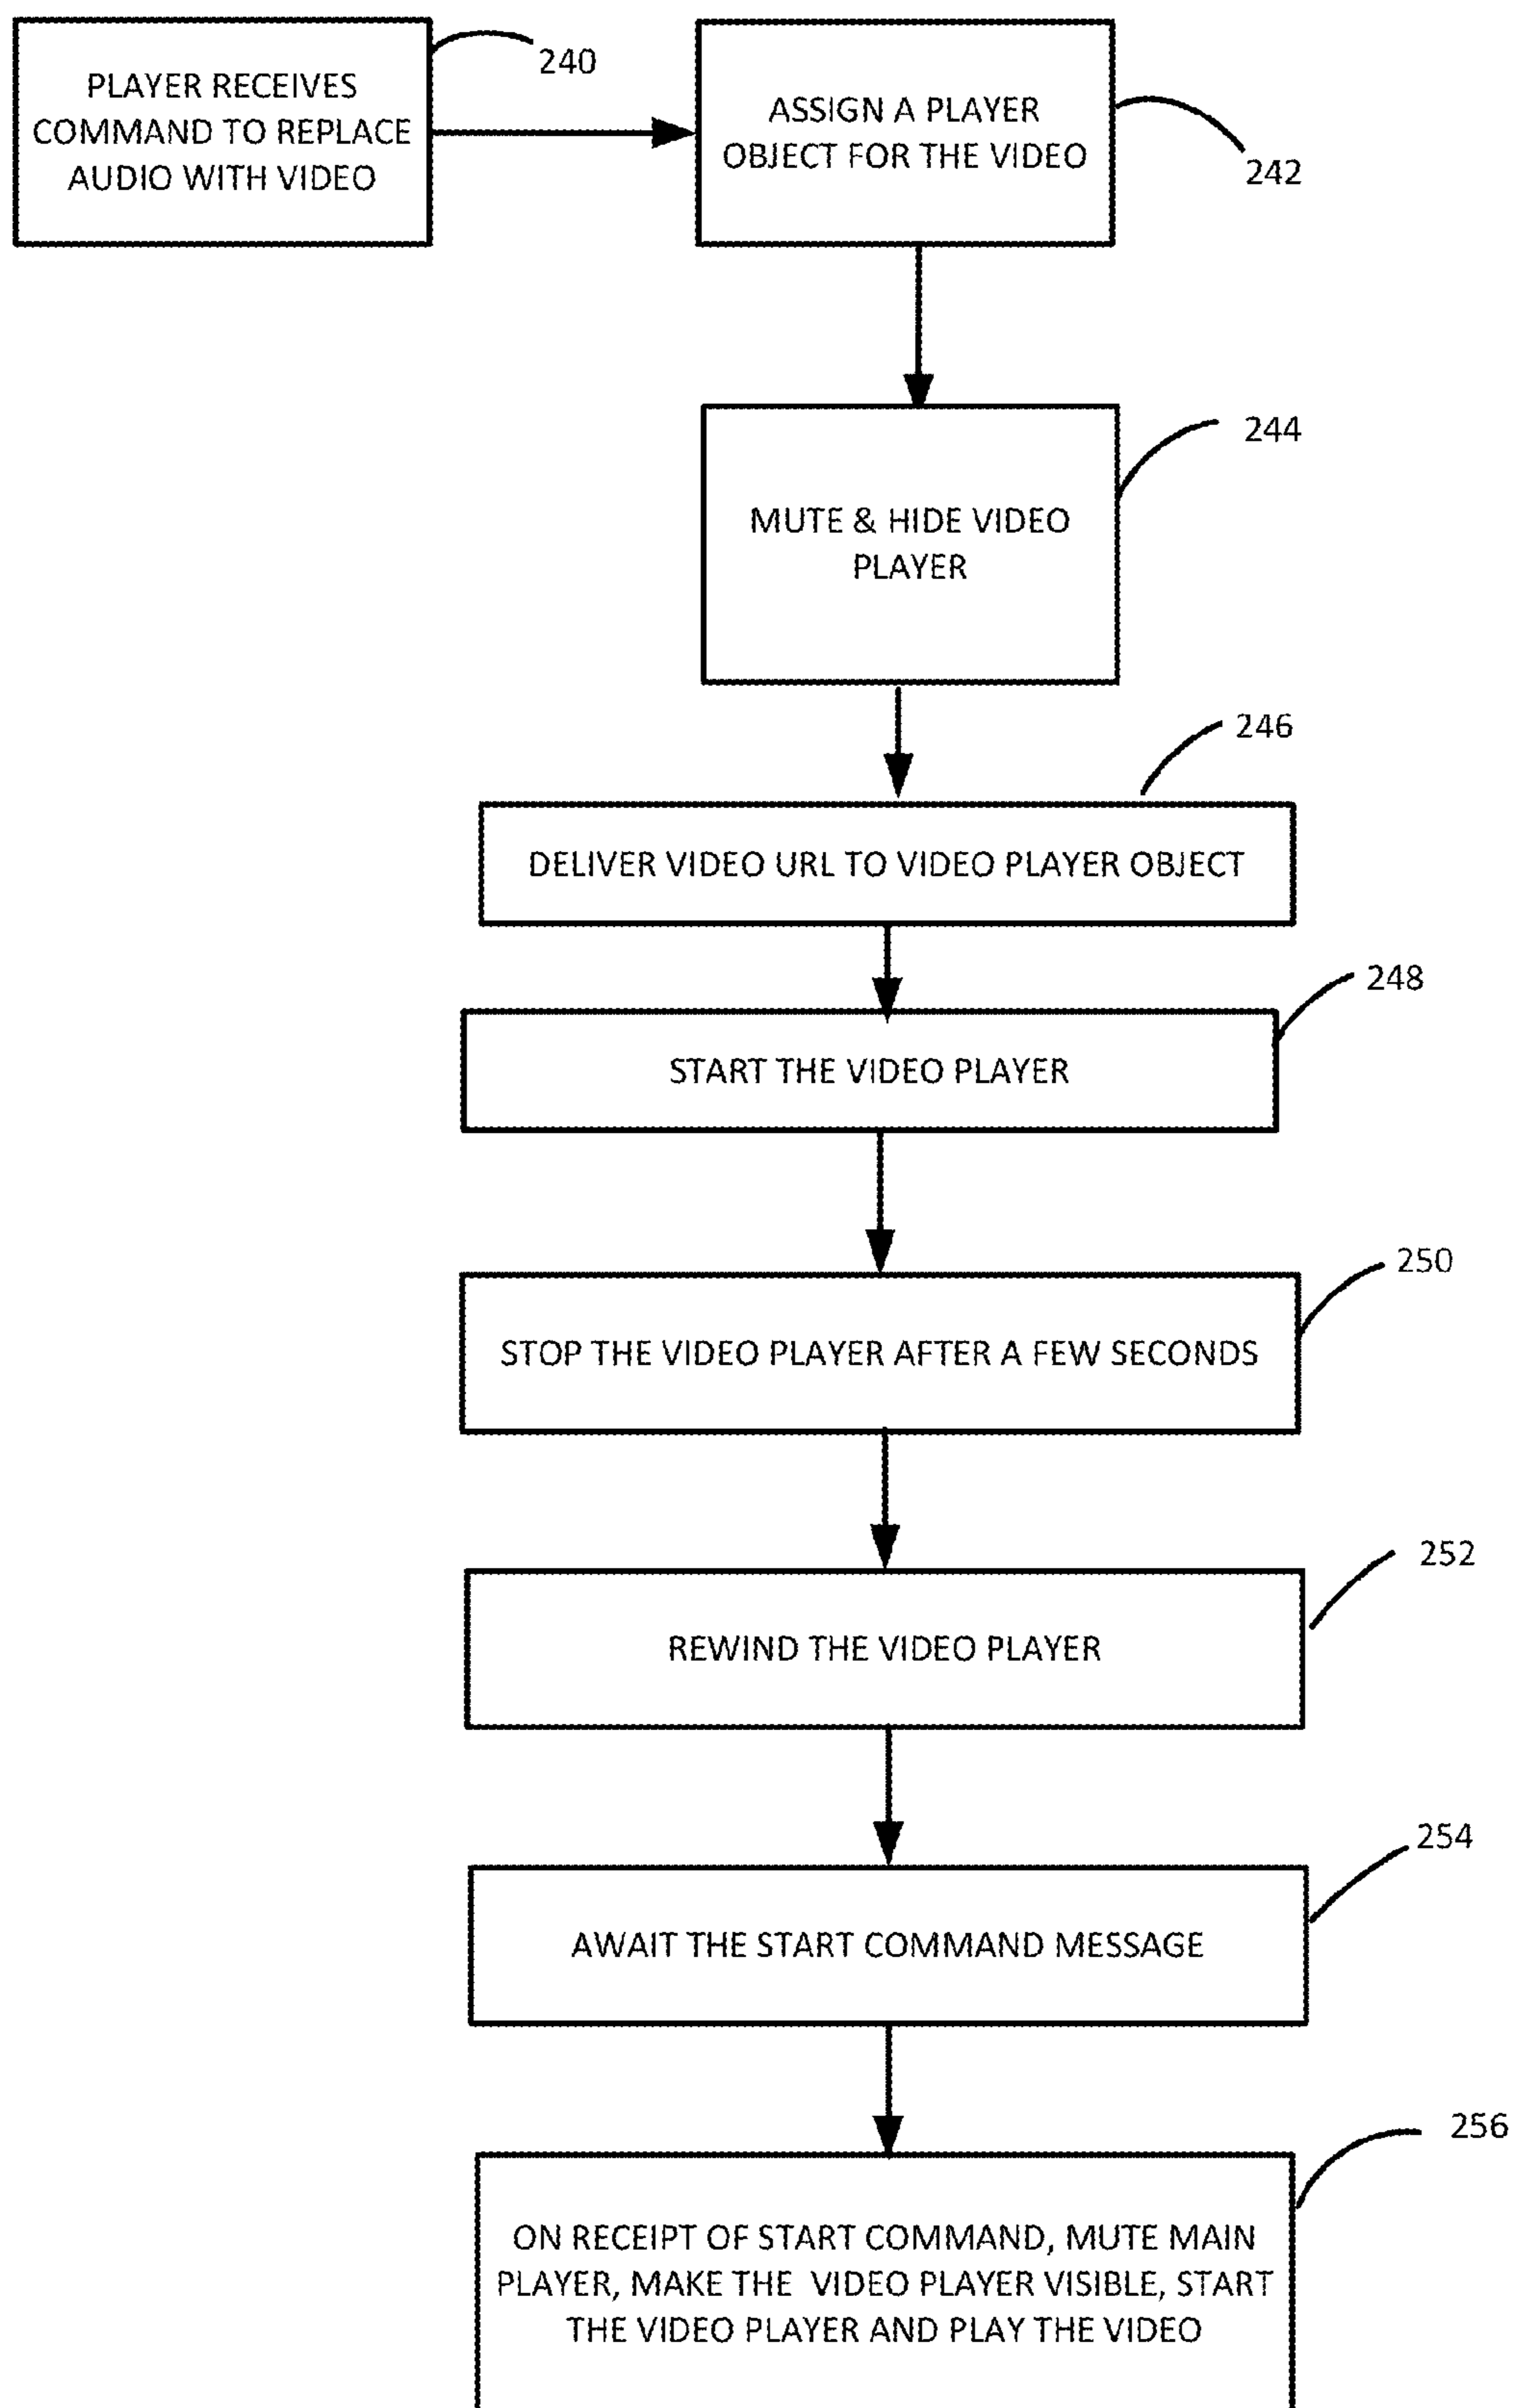 PLAYER RECEIVES
COMMAND TO REPLACE
AUDIO WITH VIDEO
240
ASSIGN A PLAYER
OBJECT FOR THE VIDEO
242
MUTE & HIDE VIDEO
PLAYER
244
DELIVER VIDEO URL TO VIDEO PLAYER OBJECT
246
START THE VIDEO PLAYER
248
STOP THE VIDEO PLAYER AFTER A FEW SECONDS
250
REWIND THE VIDEO PLAYER
252
AWAIT THE START COMMAND MESSAGE
254
ON RECEIPT OF START COMMAND, MUTE MAIN
PLAYER, MAKE THE VIDEO PLAYER VISIBLE, START
THE VIDEO PLAYER AND PLAY THE VIDEO
256